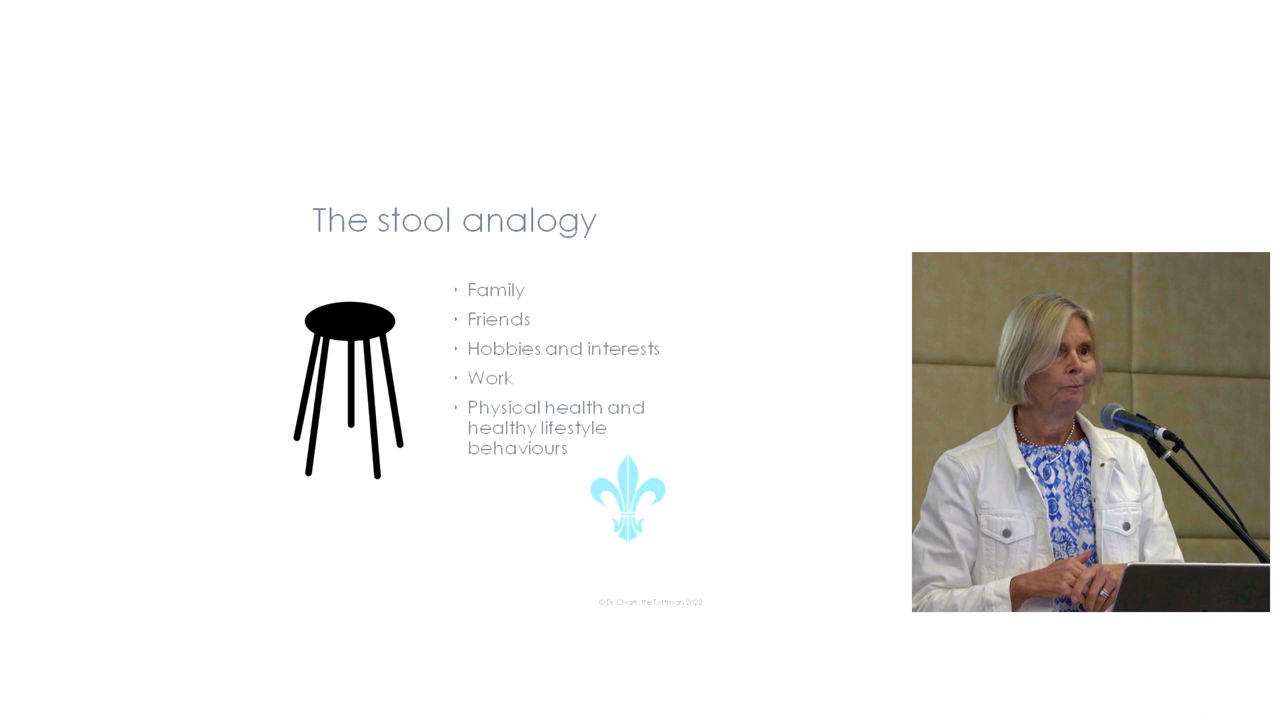 The stool analogy
Family
Friends
Hobbies and interests
Work
Physical health and
healthy lifestyle
behaviours
© Dr Charlotte Tottman 2022